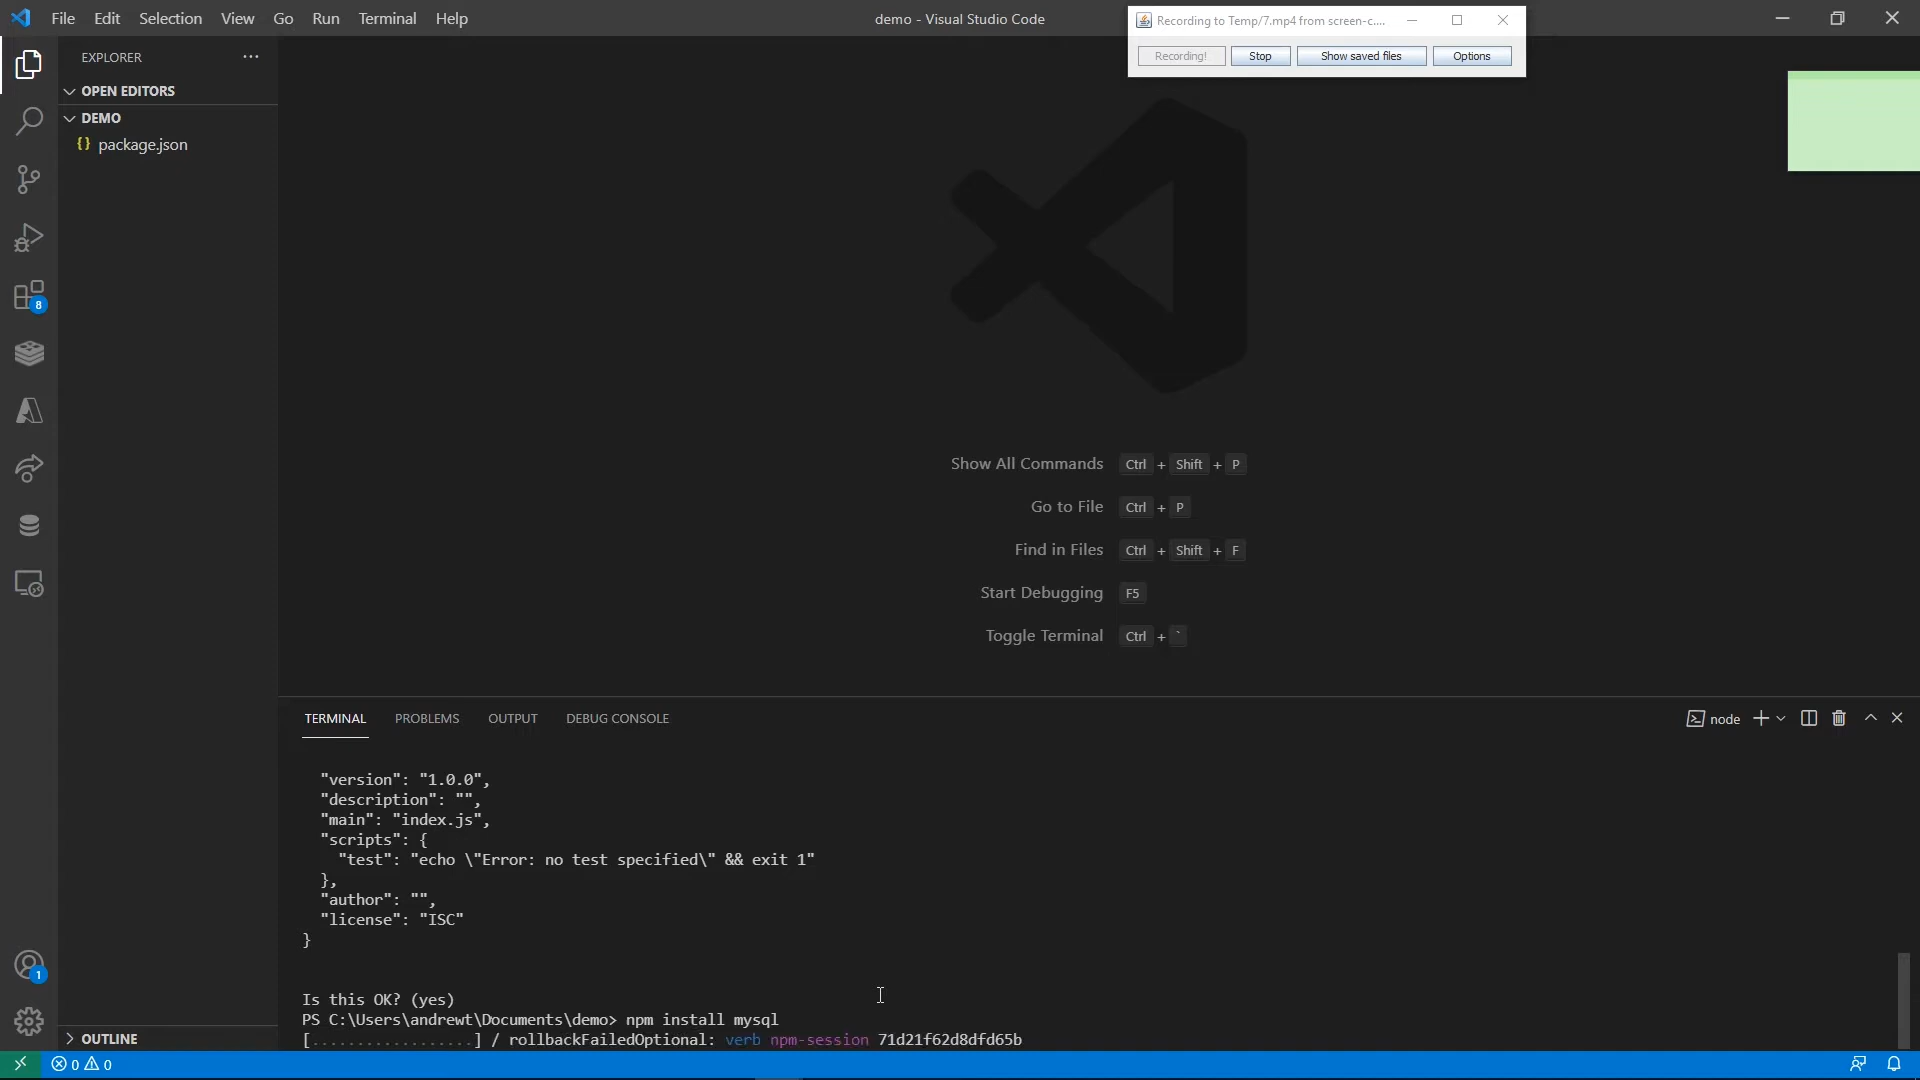 File Edit Selection View Go Run Terminal Help
demo - Visual Studio Code
Recording to Temp/7.mp4 from screen-c....
Recording! Stop Show saved files Options
EXPLORER
OPEN EDITORS
DEMO
{} package.json
8
Show All Commands Ctrl + Shift + P
Go to File Ctrl + P
Find in Files Ctrl + Shift + F
Start Debugging F5
Toggle Terminal Ctrl + `
TERMINAL PROBLEMS OUTPUT DEBUG CONSOLE
node
"version": "1.0.0",
"description": "",
"main": "index.js",
"scripts": {
"test": "echo \"Error: no test specified\" && exit 1"
},
"author": "",
"license": "ISC"
}
Is this OK? (yes)
PS C:\Users\andrewt\Documents\demo> npm install mysql
[..................] / rollbackFailedOptional: verb npm-session 71d21f62d8dfd65b
1
OUTLINE
0 0